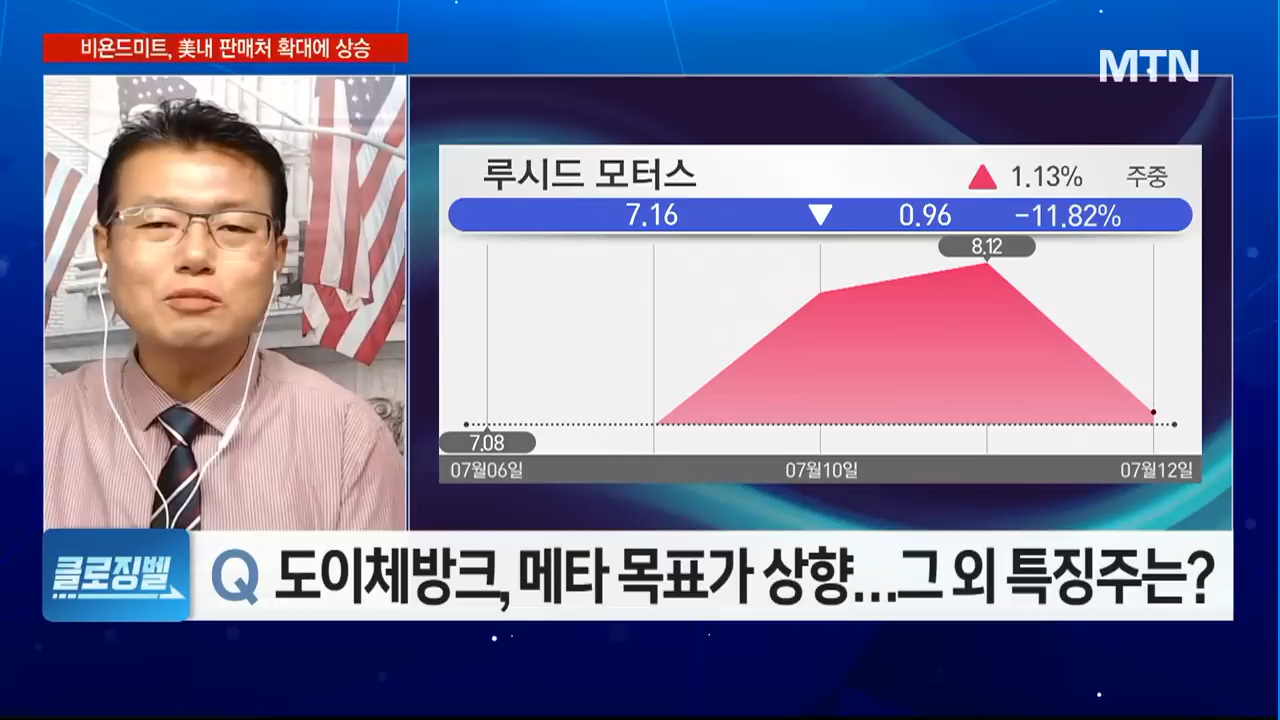 비욘드미트, 美내 판매처 확대에 상승
MTN
루시드 모터스 ▲ 1.13% 주중
7.16 ▼ 0.96 -11.82%
8.12
7.08
07월06일 07월10일 07월12일
클로징벨
Q 도이체방크, 메타 목표가 상향...그 외 특징주는?